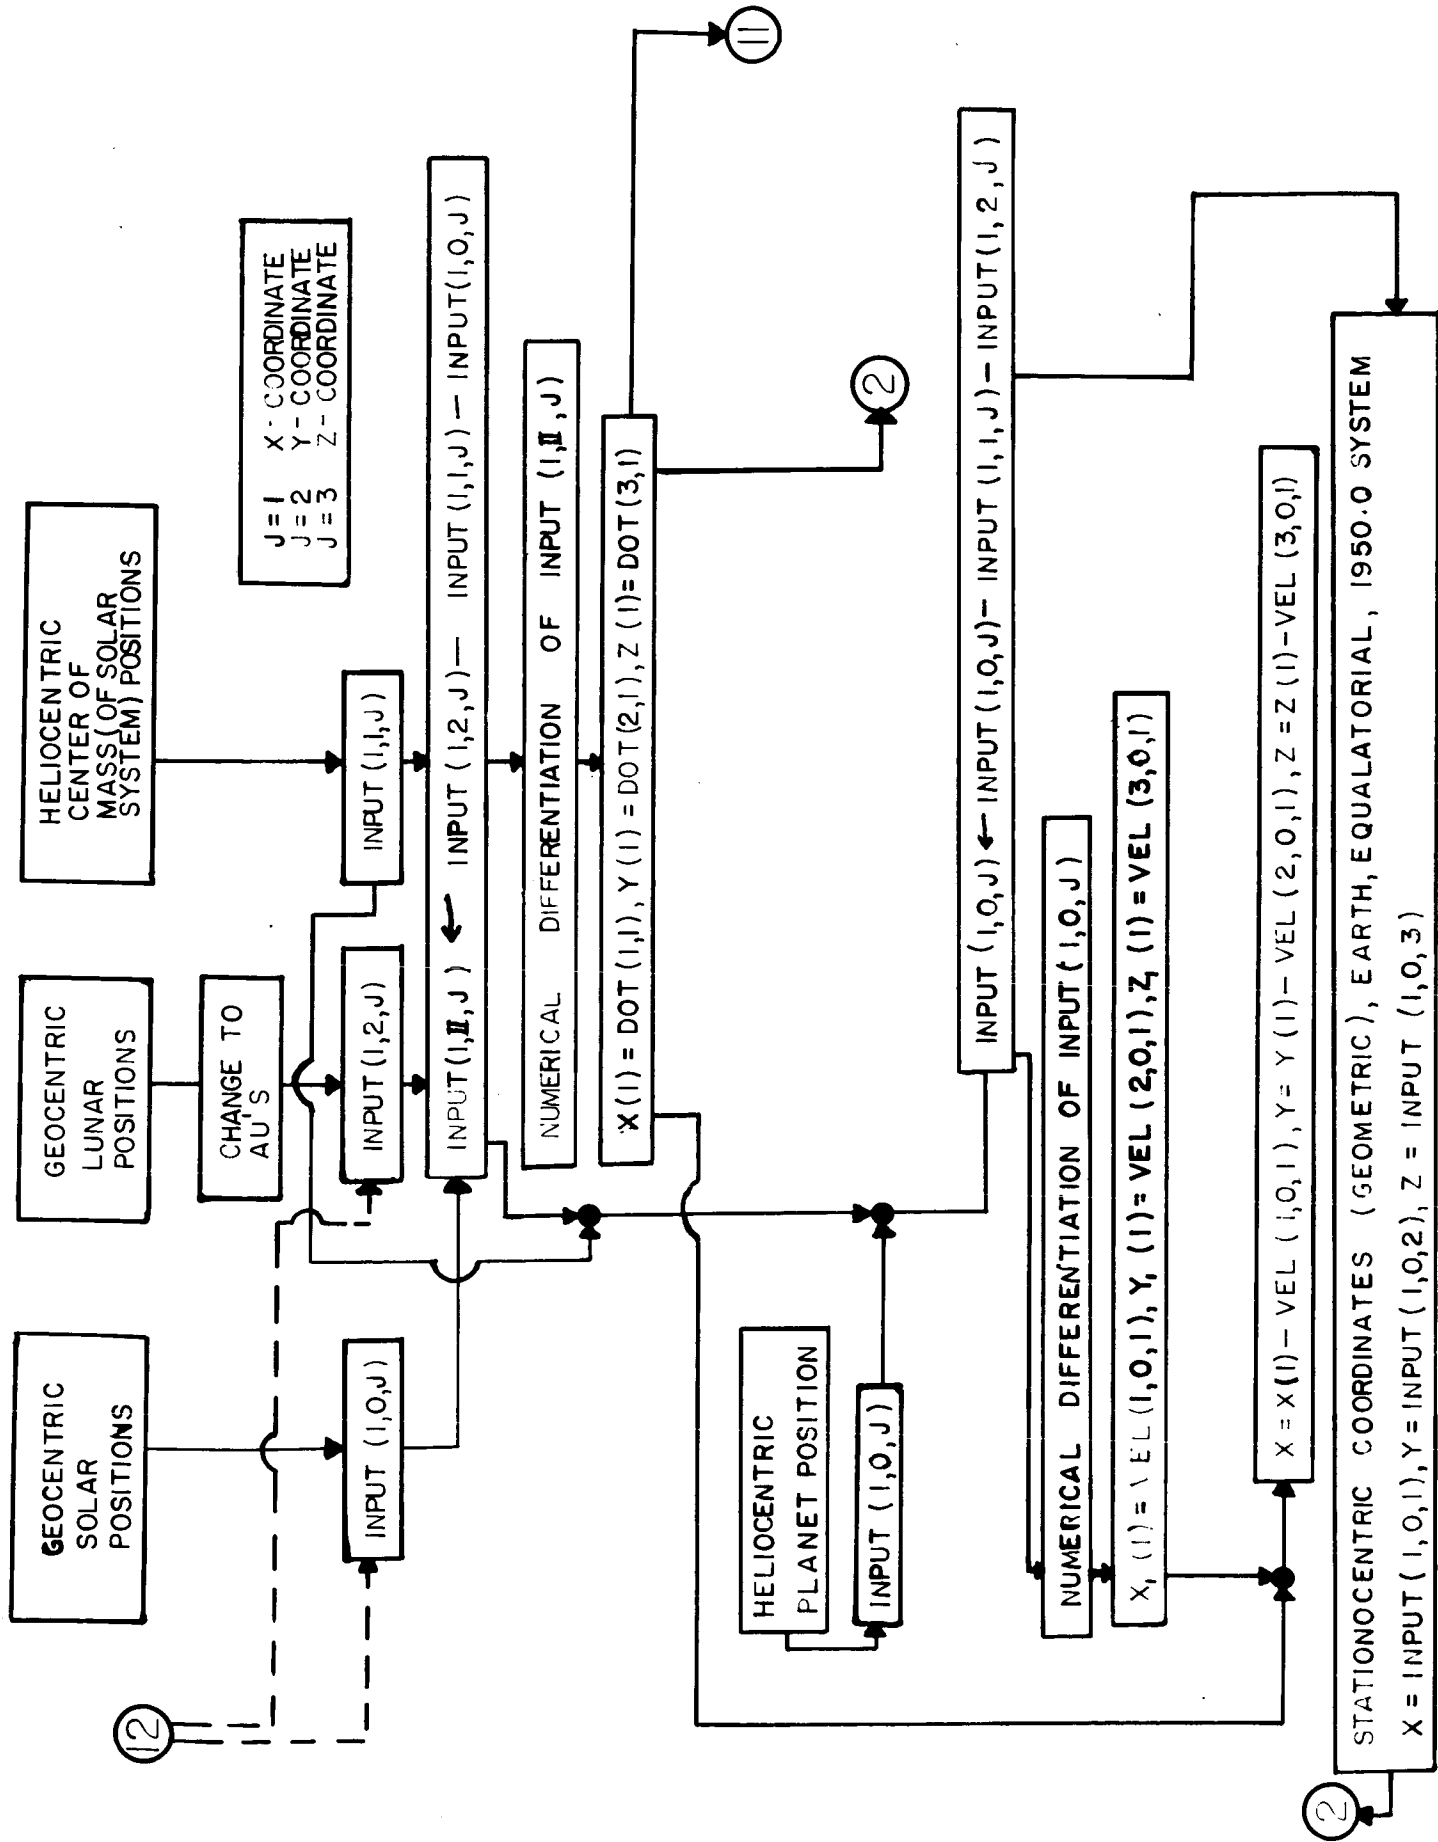 12
GEOCENTRIC
SOLAR
POSITIONS
GEOCENTRIC
LUNAR
POSITIONS
HELIOCENTRIC
CENTER OF
MASS (OF SOLAR
SYSTEM) POSITIONS
CHANGE TO
AU'S
J = 1 X - COORDINATE
J = 2 Y - COORDINATE
J = 3 Z - COORDINATE
INPUT (1,0,J)
INPUT (1,2,J)
INPUT (1,1,J)
INPUT (1,II,J) ← INPUT (1,2,J) — INPUT (1,1,J) — INPUT (1,0,J)
NUMERICAL DIFFERENTIATION OF INPUT (1,II,J)
X (1) = DOT (1,1), Y (1) = DOT (2,1), Z (1) = DOT (3,1)
11
2
HELIOCENTRIC
PLANET POSITION
INPUT (1,0,J)
INPUT (1,0,J) ← INPUT (1,0,J) — INPUT (1,1,J) — INPUT (1,2,J)
NUMERICAL DIFFERENTIATION OF INPUT (1,0,J)
X, (1) = VEL (1,0,1), Y, (1) = VEL (2,0,1), Z, (1) = VEL (3,0,1)
X = X(1) — VEL (1,0,1), Y = Y (1) — VEL (2,0,1), Z = Z (1) — VEL (3,0,1)
STATIONOCENTRIC COORDINATES (GEOMETRIC), EARTH, EQUALATORIAL, 1950.0 SYSTEM
X = INPUT (1,0,1), Y = INPUT (1,0,2), Z = INPUT (1,0,3)
2